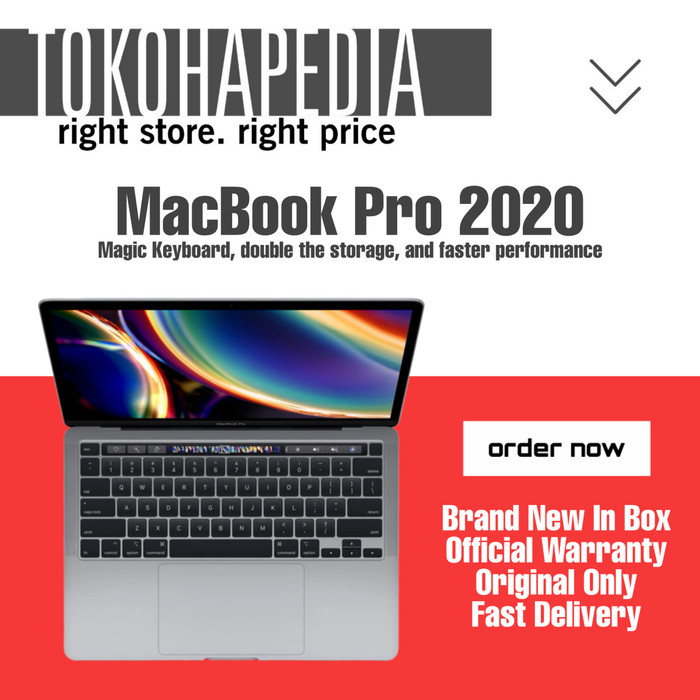 TOKOHAPEDIA
right store. right price
MacBook Pro 2020
Magic Keyboard, double the storage, and faster performance
order now
Brand New In Box
Official Warranty
Original Only
Fast Delivery